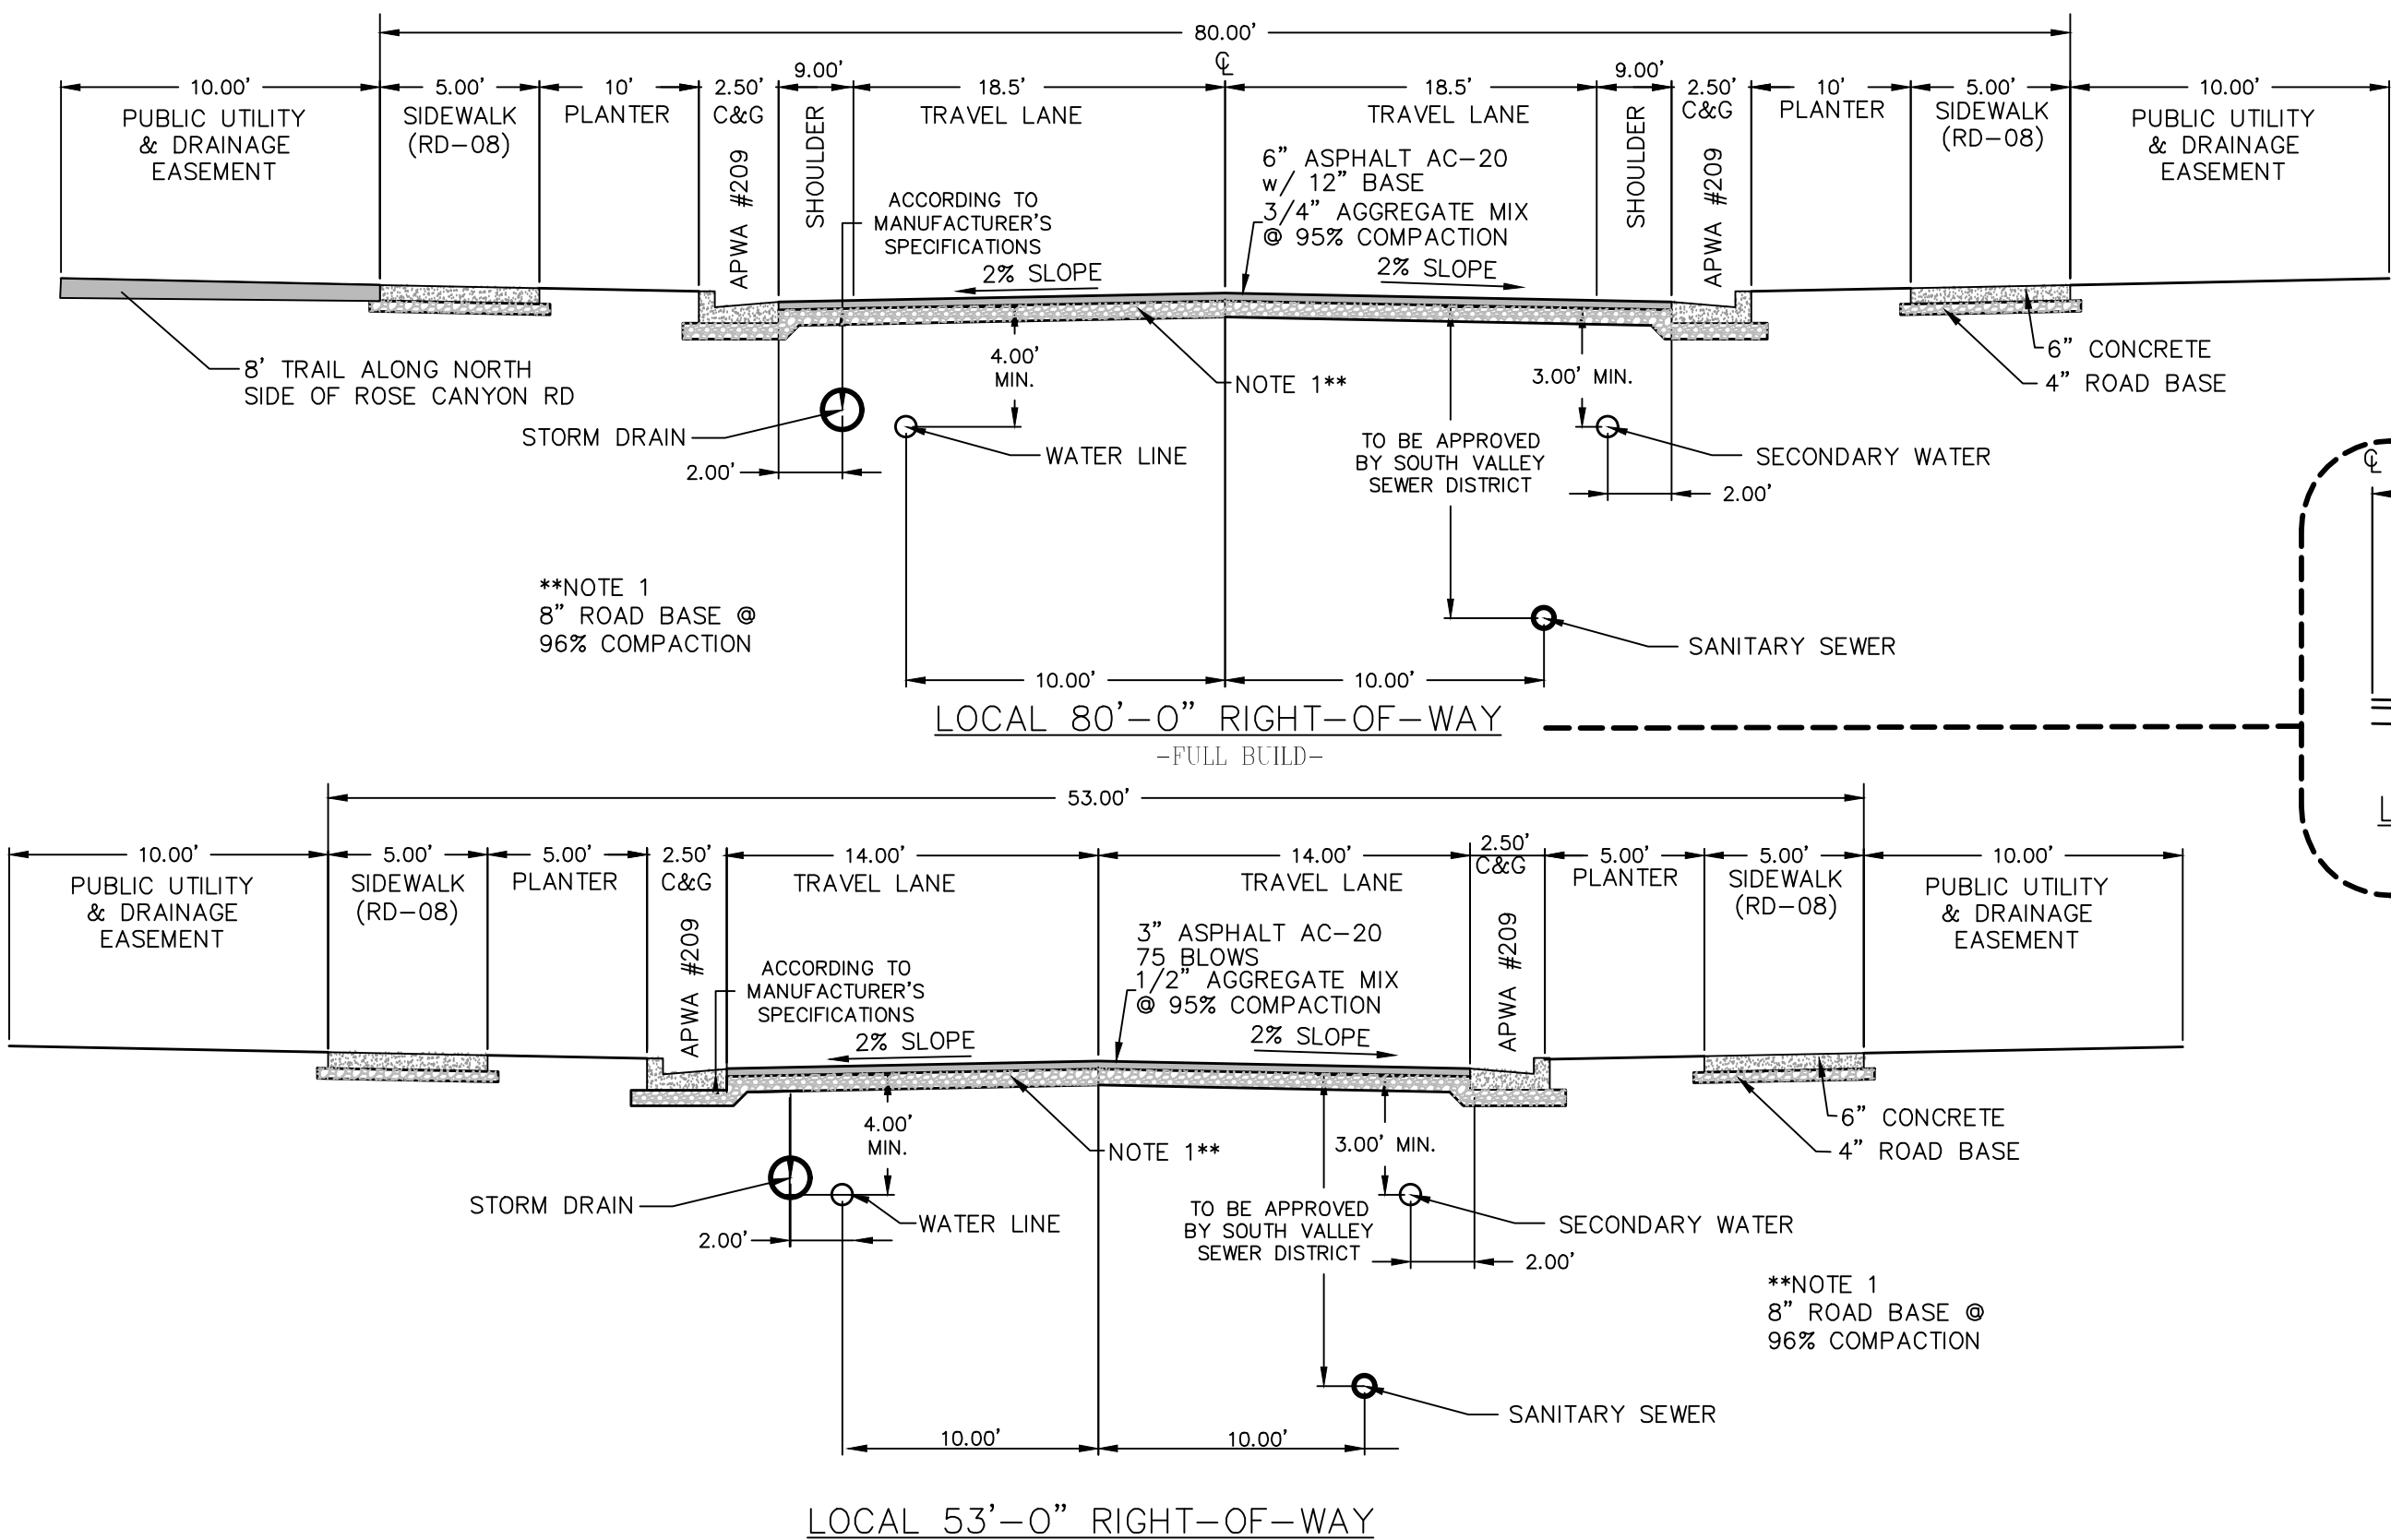 80.00'
℄
10.00'
PUBLIC UTILITY
& DRAINAGE
EASEMENT
5.00'
SIDEWALK
(RD-08)
10'
PLANTER
2.50'
C&G
APWA #209
9.00'
SHOULDER
18.5'
TRAVEL LANE
18.5'
TRAVEL LANE
9.00'
SHOULDER
2.50'
C&G
APWA #209
10'
PLANTER
5.00'
SIDEWALK
(RD-08)
10.00'
PUBLIC UTILITY
& DRAINAGE
EASEMENT
ACCORDING TO
MANUFACTURER'S
SPECIFICATIONS
2% SLOPE
6" ASPHALT AC-20
w/ 12" BASE
3/4" AGGREGATE MIX
@ 95% COMPACTION
2% SLOPE
8' TRAIL ALONG NORTH
SIDE OF ROSE CANYON RD
STORM DRAIN
2.00'
4.00'
MIN.
WATER LINE
NOTE 1**
3.00' MIN.
TO BE APPROVED
BY SOUTH VALLEY
SEWER DISTRICT
SECONDARY WATER
2.00'
6" CONCRETE
4" ROAD BASE
℄
**NOTE 1
8" ROAD BASE @
96% COMPACTION
SANITARY SEWER
10.00'
10.00'
LOCAL 80'-0" RIGHT-OF-WAY
-FULL BUILD-
L
53.00'
10.00'
PUBLIC UTILITY
& DRAINAGE
EASEMENT
5.00'
SIDEWALK
(RD-08)
5.00'
PLANTER
2.50'
C&G
APWA #209
14.00'
TRAVEL LANE
14.00'
TRAVEL LANE
2.50'
C&G
APWA #209
5.00'
PLANTER
5.00'
SIDEWALK
(RD-08)
10.00'
PUBLIC UTILITY
& DRAINAGE
EASEMENT
ACCORDING TO
MANUFACTURER'S
SPECIFICATIONS
2% SLOPE
3" ASPHALT AC-20
75 BLOWS
1/2" AGGREGATE MIX
@ 95% COMPACTION
2% SLOPE
STORM DRAIN
2.00'
4.00'
MIN.
WATER LINE
NOTE 1**
3.00' MIN.
TO BE APPROVED
BY SOUTH VALLEY
SEWER DISTRICT
SECONDARY WATER
2.00'
6" CONCRETE
4" ROAD BASE
**NOTE 1
8" ROAD BASE @
96% COMPACTION
SANITARY SEWER
10.00'
10.00'
LOCAL 53'-0" RIGHT-OF-WAY